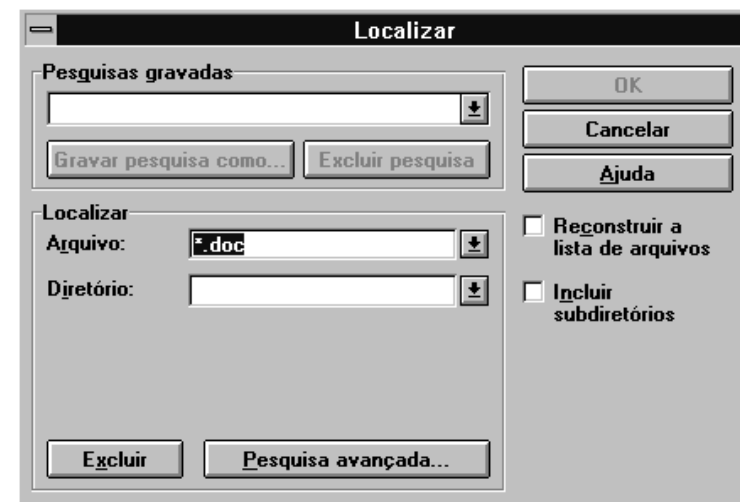 Localizar
Pesquisas gravadas
Gravar pesquisa como...
Excluir pesquisa
OK
Cancelar
Ajuda
Localizar
Arquivo:
*.doc
Diretório:
Reconstruir a
lista de arquivos
Incluir
subdiretórios
Excluir
Pesquisa avançada...